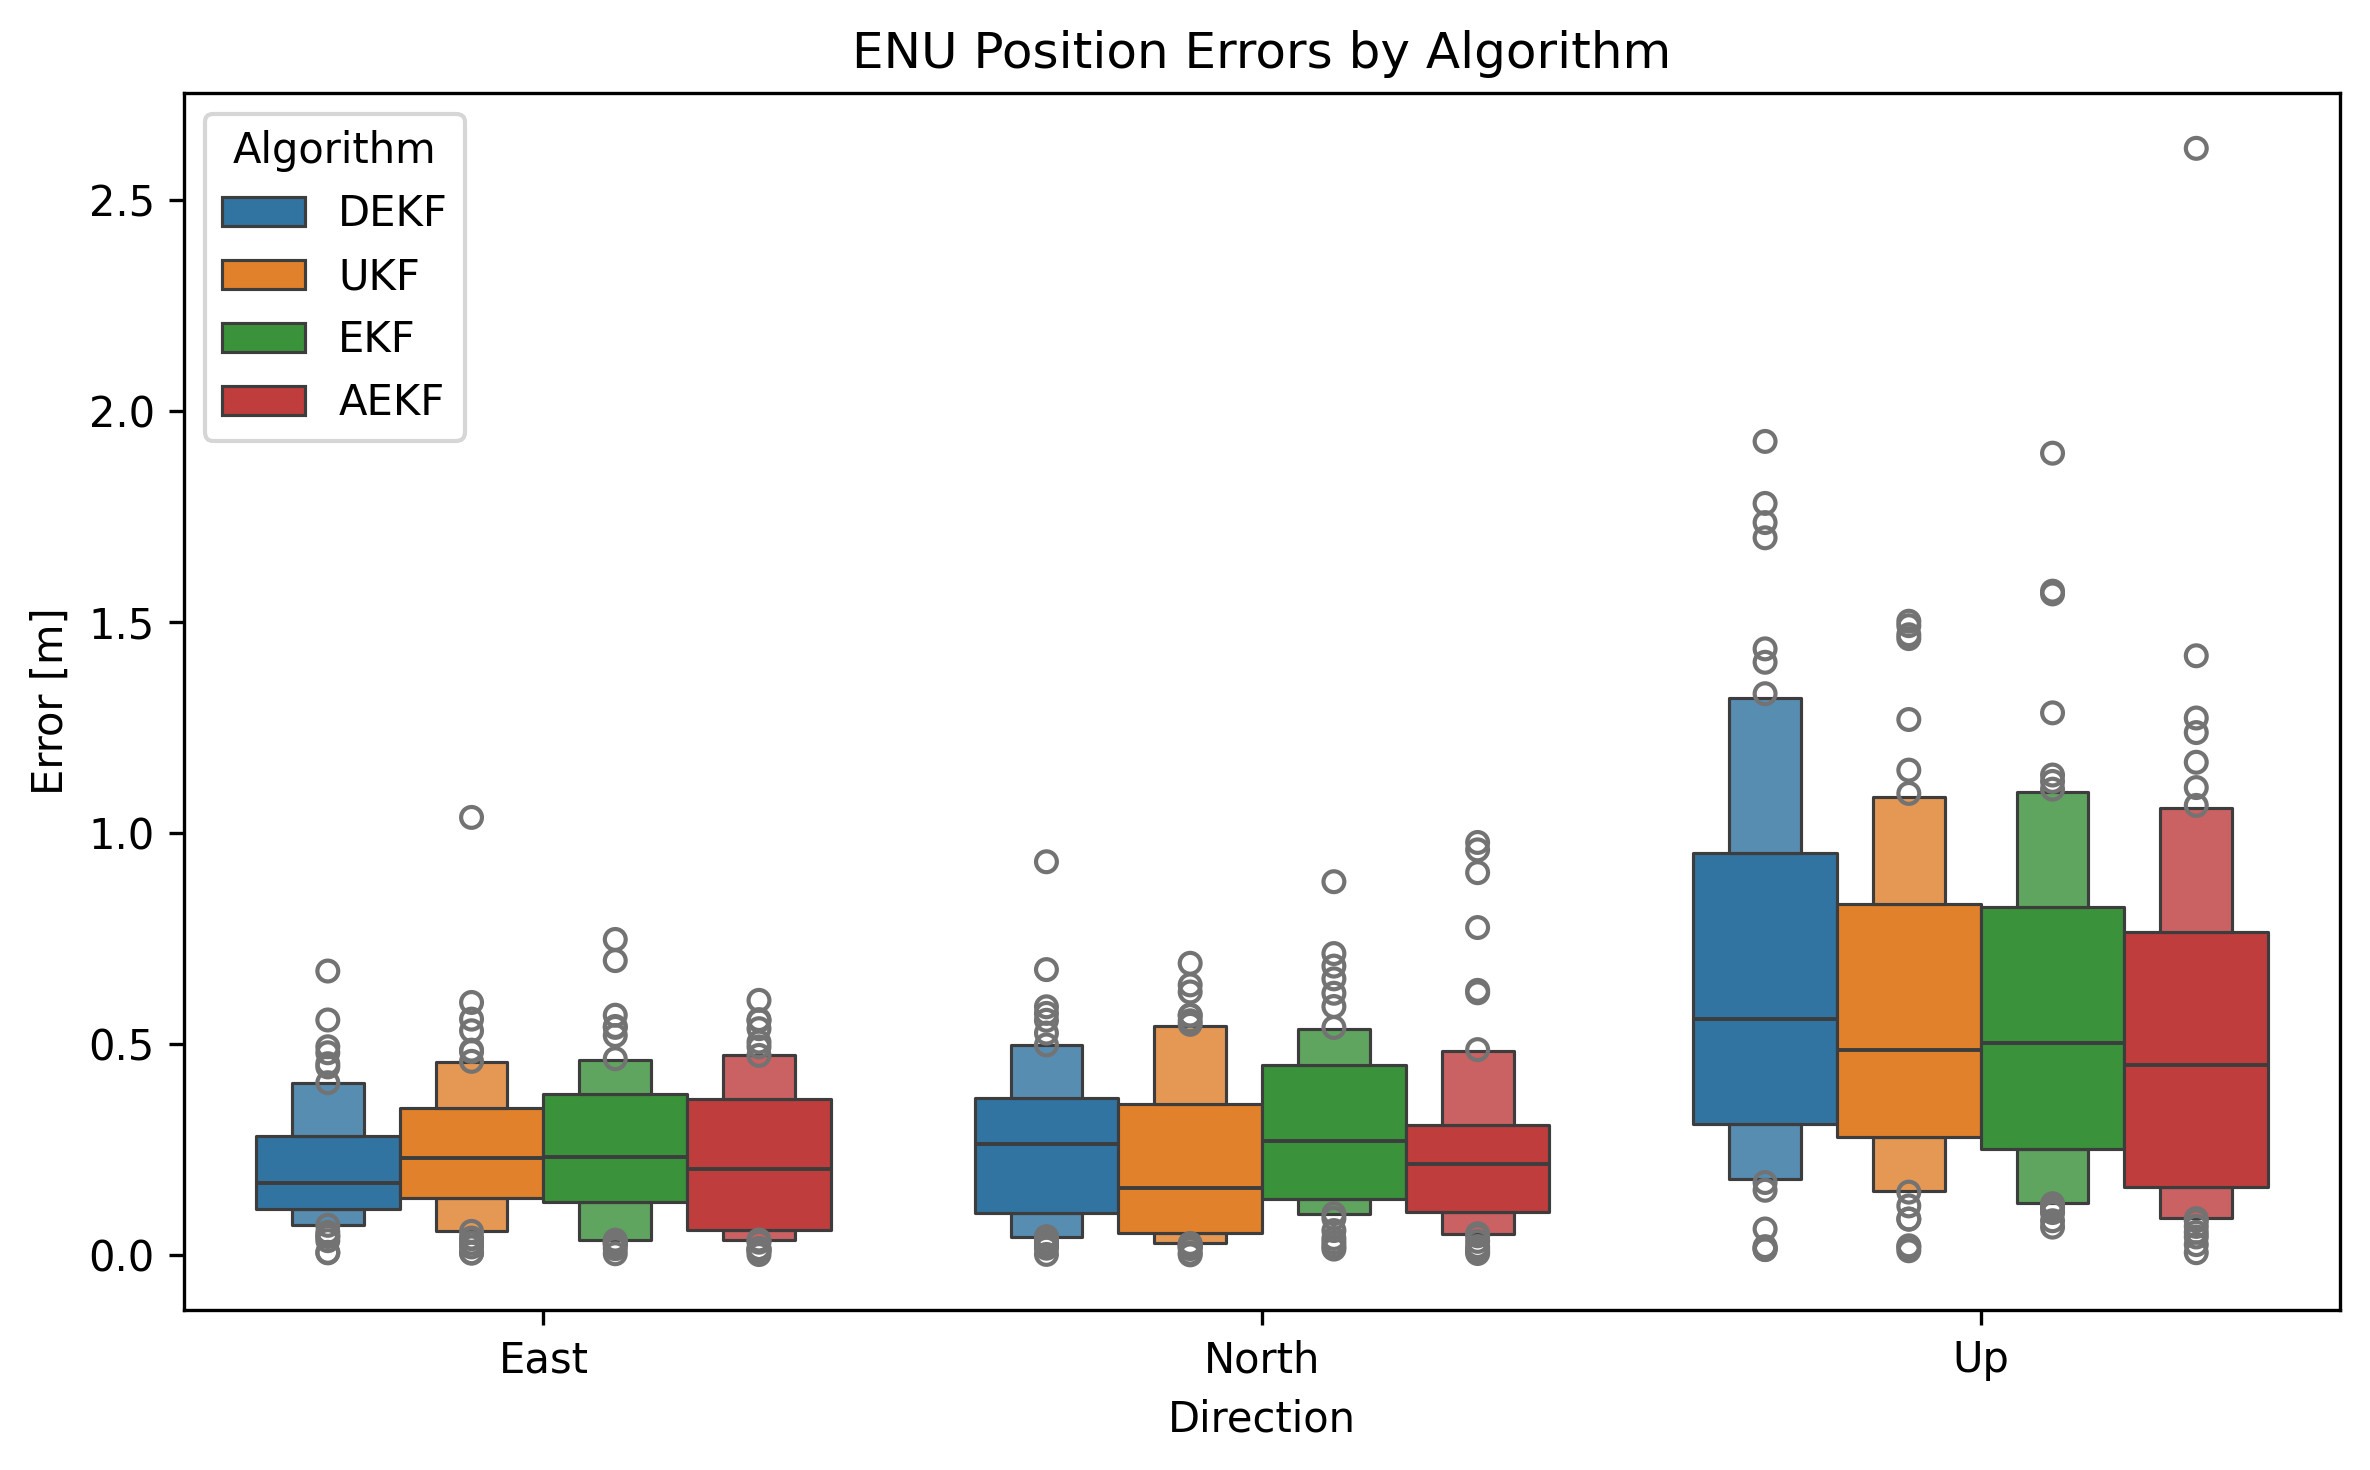 ENU Position Errors by Algorithm
Algorithm
DEKF
UKF
EKF
AEKF
2.5
2.0
1.5
1.0
0.5
0.0
Error [m]
East
North
Up
Direction